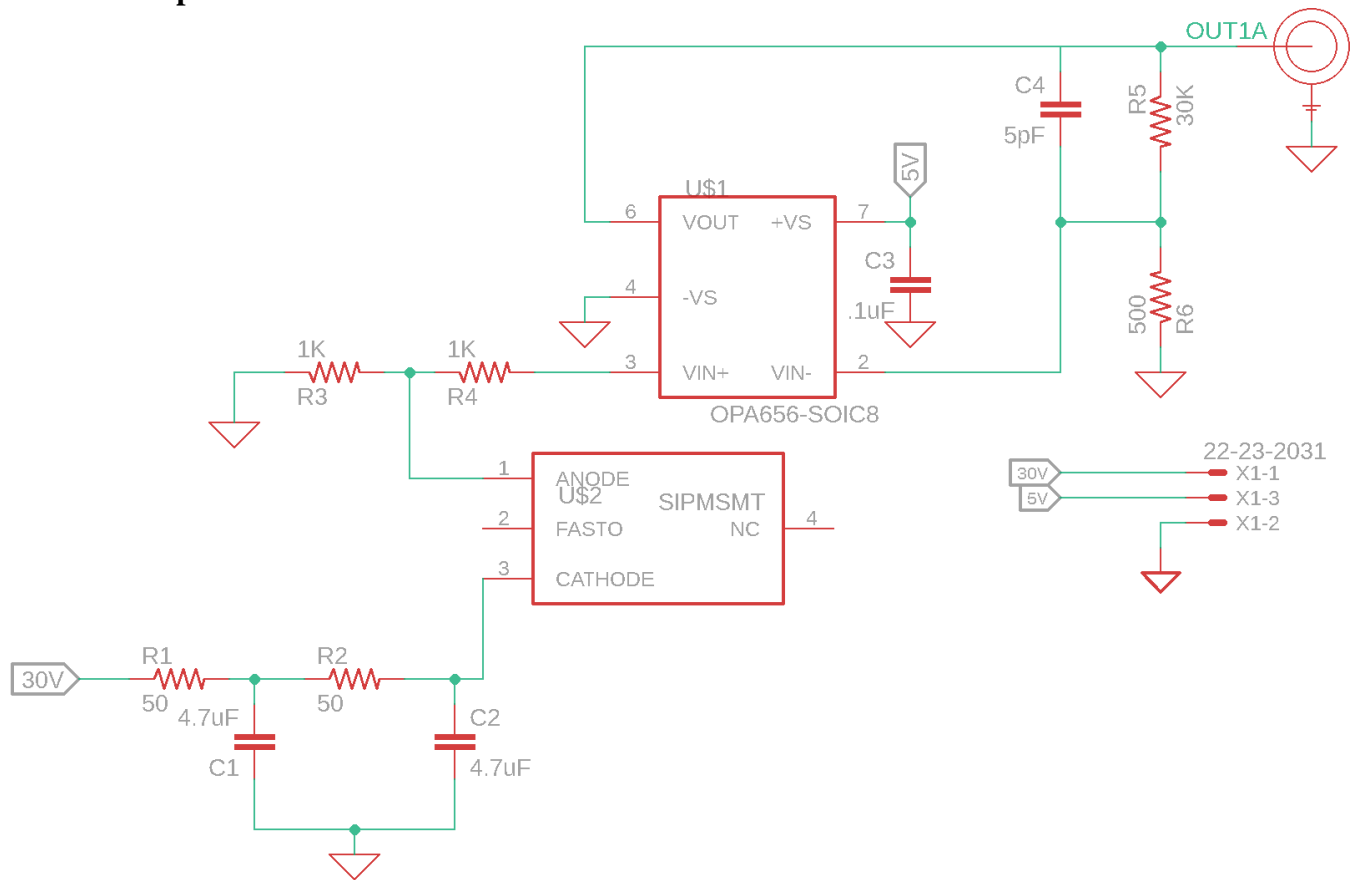 OUT1A
C4
5pF
R5
30K
5V
U$1
6
VOUT
+VS
7
C3
.1uF
4
-VS
500
R6
1K
R3
1K
R4
3
VIN+
VIN-
2
OPA656-SOIC8
1
ANODE
U$2
SIPMSMT
2
FASTO
NC
4
3
CATHODE
22-23-2031
30V
X1-1
5V
X1-3
X1-2
30V
R1
50
R2
50
4.7uF
C1
C2
4.7uF